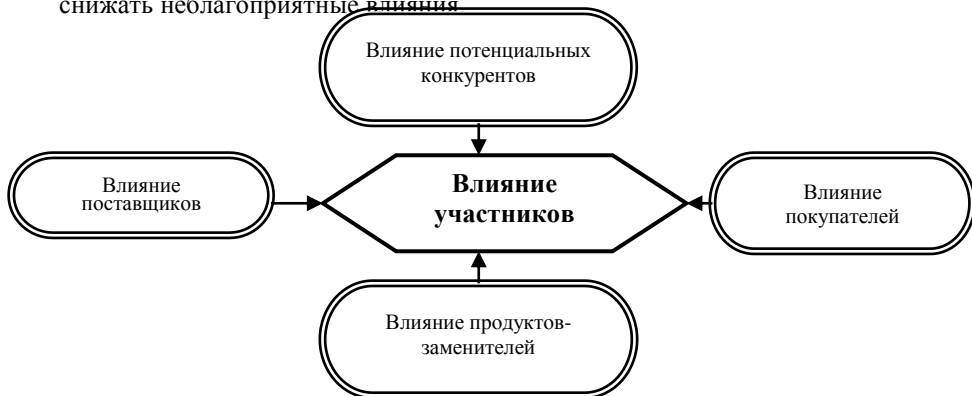 снижать неблагоприятные влияния
Влияние потенциальных
конкурентов
Влияние
поставщиков
Влияние
участников
Влияние
покупателей
Влияние продуктов-
заменителей